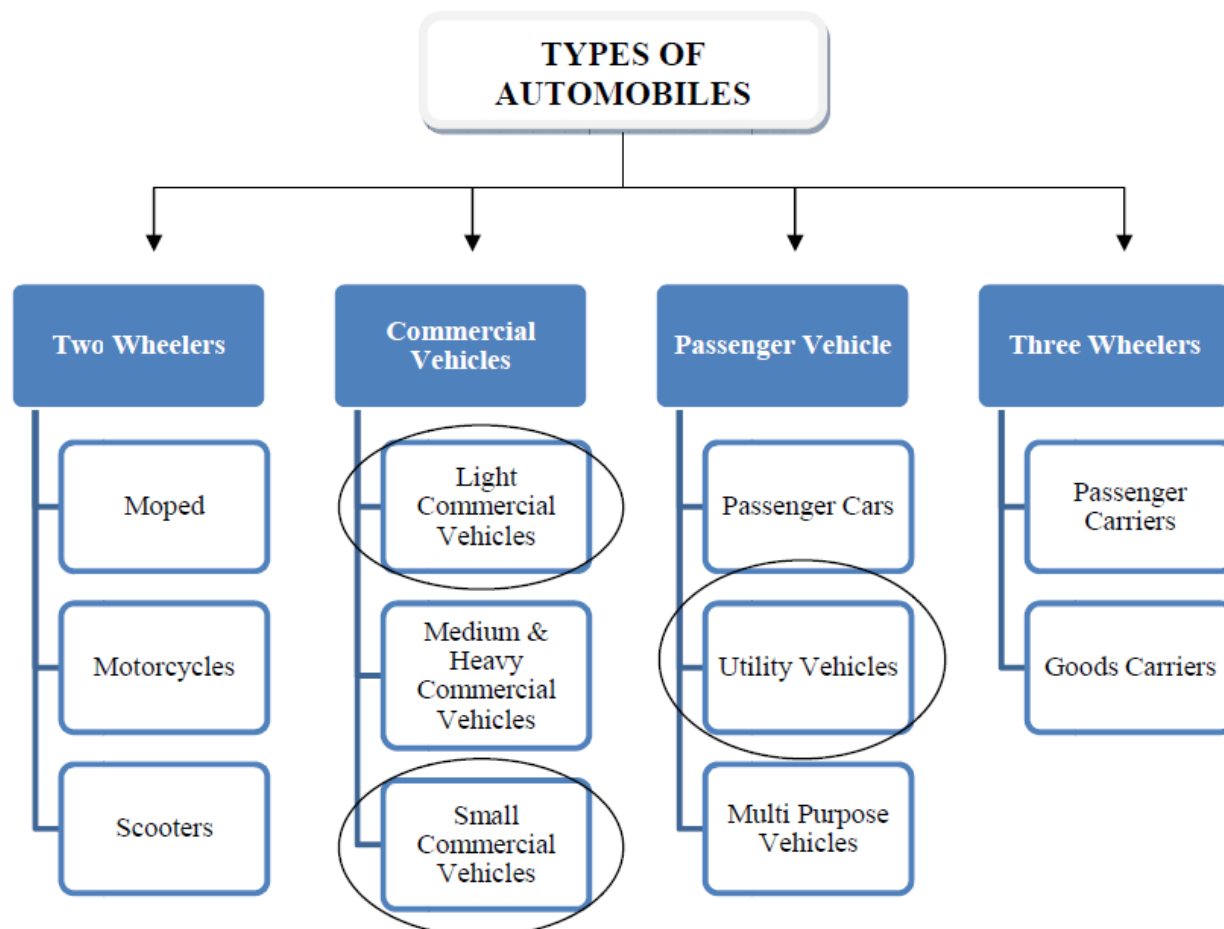 TYPES OF
AUTOMOBILES
Two Wheelers
Moped
Motorcycles
Scooters
Commercial
Vehicles
Light
Commercial
Vehicles
Medium &
Heavy
Commercial
Vehicles
Small
Commercial
Vehicles
Passenger Vehicle
Passenger Cars
Utility Vehicles
Multi Purpose
Vehicles
Three Wheelers
Passenger
Carriers
Goods Carriers